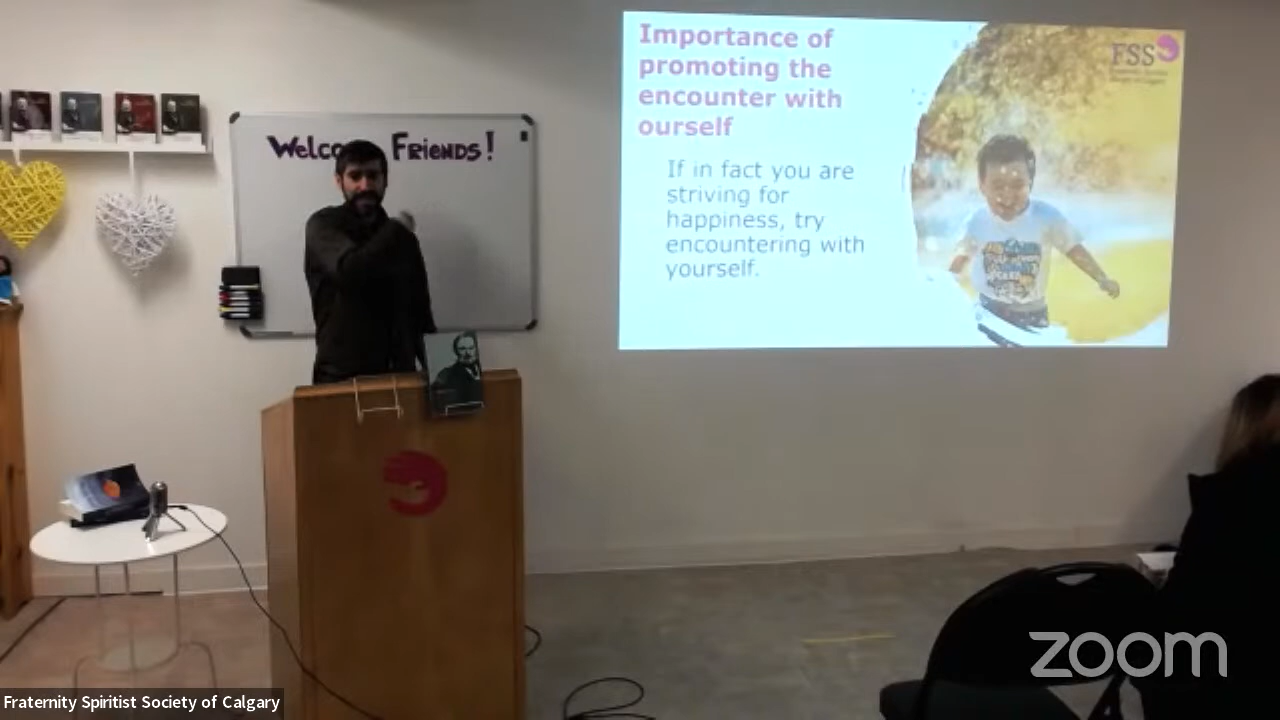 Welco Friends!
Importance of
promoting the
encounter with
ourself
If in fact you are
striving for
happiness, try
encountering with
yourself.
FSS
zoom
Fraternity Spiritist Society of Calgary